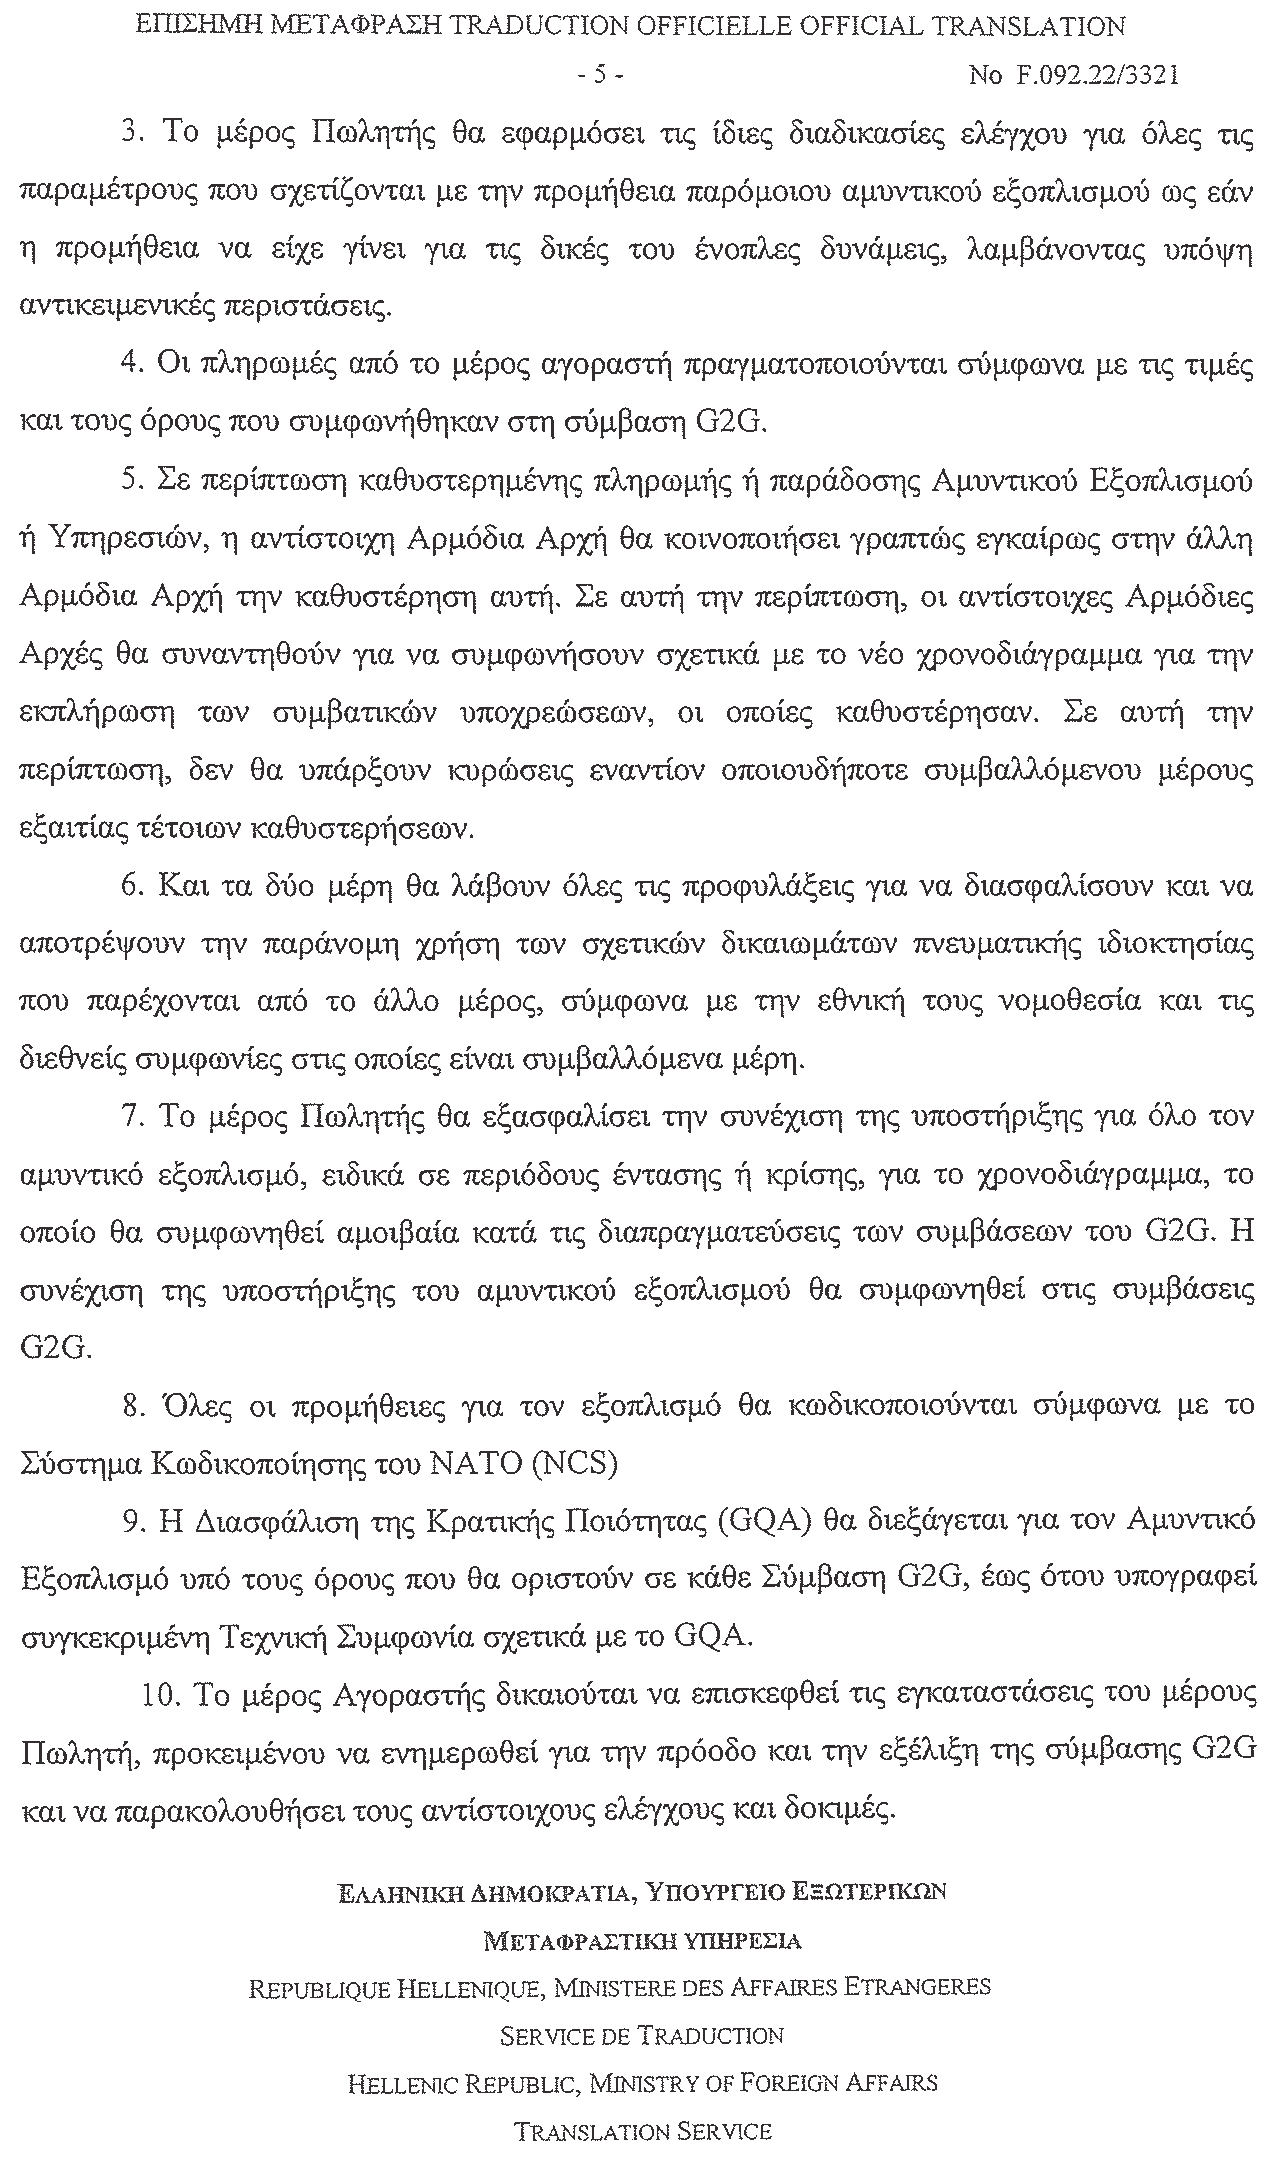 ΕΠΙΣΗΜΗ ΜΕΤΑΦΡΑΣΗ TRADUCTION OFFICIELLE OFFICIAL TRANSLATION
- 5 - No F.092.22/3321
3. Το μέρος Πωλητής θα εφαρμόσει τις ίδιες διαδικασίες ελέγχου για όλες τις
παραμέτρους που σχετίζονται με την προμήθεια παρόμοιου αμυντικού εξοπλισμού ως εάν
η προμήθεια να είχε γίνει για τις δικές του ένοπλες δυνάμεις, λαμβάνοντας υπόψη
αντικειμενικές περιστάσεις.
4. Οι πληρωμές από το μέρος αγοραστή πραγματοποιούνται σύμφωνα με τις τιμές
και τους όρους που συμφωνήθηκαν στη σύμβαση G2G.
5. Σε περίπτωση καθυστερημένης πληρωμής ή παράδοσης Αμυντικού Εξοπλισμού
ή Υπηρεσιών, η αντίστοιχη Αρμόδια Αρχή θα κοινοποιήσει γραπτώς εγκαίρως στην άλλη
Αρμόδια Αρχή την καθυστέρηση αυτή. Σε αυτή την περίπτωση, οι αντίστοιχες Αρμόδιες
Αρχές θα συναντηθούν για να συμφωνήσουν σχετικά με το νέο χρονοδιάγραμμα για την
εκπλήρωση των συμβατικών υποχρεώσεων, οι οποίες καθυστέρησαν. Σε αυτή την
περίπτωση, δεν θα υπάρξουν κυρώσεις εναντίον οποιουδήποτε συμβαλλόμενου μέρους
εξαιτίας τέτοιων καθυστερήσεων.
6. Και τα δύο μέρη θα λάβουν όλες τις προφυλάξεις για να διασφαλίσουν και να
αποτρέψουν την παράνομη χρήση των σχετικών δικαιωμάτων πνευματικής ιδιοκτησίας
που παρέχονται από το άλλο μέρος, σύμφωνα με την εθνική τους νομοθεσία και τις
διεθνείς συμφωνίες στις οποίες είναι συμβαλλόμενα μέρη.
7. Το μέρος Πωλητής θα εξασφαλίσει την συνέχιση της υποστήριξης για όλο τον
αμυντικό εξοπλισμό, ειδικά σε περιόδους έντασης ή κρίσης, για το χρονοδιάγραμμα, το
οποίο θα συμφωνηθεί αμοιβαία κατά τις διαπραγματεύσεις των συμβάσεων του G2G. Η
συνέχιση της υποστήριξης του αμυντικού εξοπλισμού θα συμφωνηθεί στις συμβάσεις
G2G.
8. Όλες οι προμήθειες για τον εξοπλισμό θα κωδικοποιούνται σύμφωνα με το
Σύστημα Κωδικοποίησης του ΝΑΤΟ (NCS)
9. Η Διασφάλιση της Κρατικής Ποιότητας (GQA) θα διεξάγεται για τον Αμυντικό
Εξοπλισμό υπό τους όρους που θα οριστούν σε κάθε Σύμβαση G2G, έως ότου υπογραφεί
συγκεκριμένη Τεχνική Συμφωνία σχετικά με το GQA.
10. Το μέρος Αγοραστής δικαιούται να επισκεφθεί τις εγκαταστάσεις του μέρους
Πωλητή, προκειμένου να ενημερωθεί για την πρόοδο και την εξέλιξη της σύμβασης G2G
και να παρακολουθήσει τους αντίστοιχους ελέγχους και δοκιμές.
ΕΛΛΗΝΙΚΗ ΔΗΜΟΚΡΑΤΙΑ, ΥΠΟΥΡΓΕΙΟ ΕΞΩΤΕΡΙΚΩΝ
ΜΕΤΑΦΡΑΣΤΙΚΗ ΥΠΗΡΕΣΙΑ
REPUBLIQUE HELLENIQUE, MINISTERE DES AFFAIRES ETRANGERES
SERVICE DE TRADUCTION
HELLENIC REPUBLIC, MINISTRY OF FOREIGN AFFAIRS
TRANSLATION SERVICE